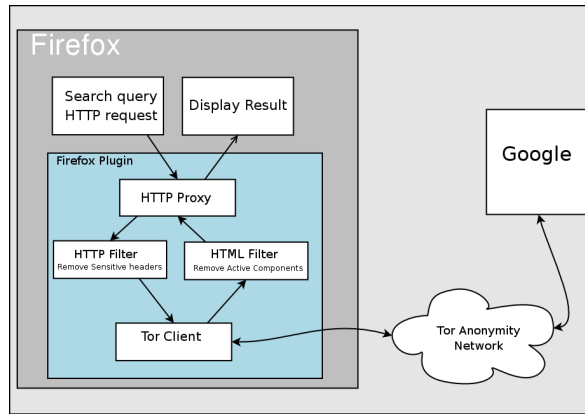 Firefox
Search query
HTTP request
Display Result
Firefox Plugin
HTTP Proxy
HTTP Filter
Remove Sensitive headers
HTML Filter
Remove Active Components
Tor Client
Google
Tor Anonymity
Network